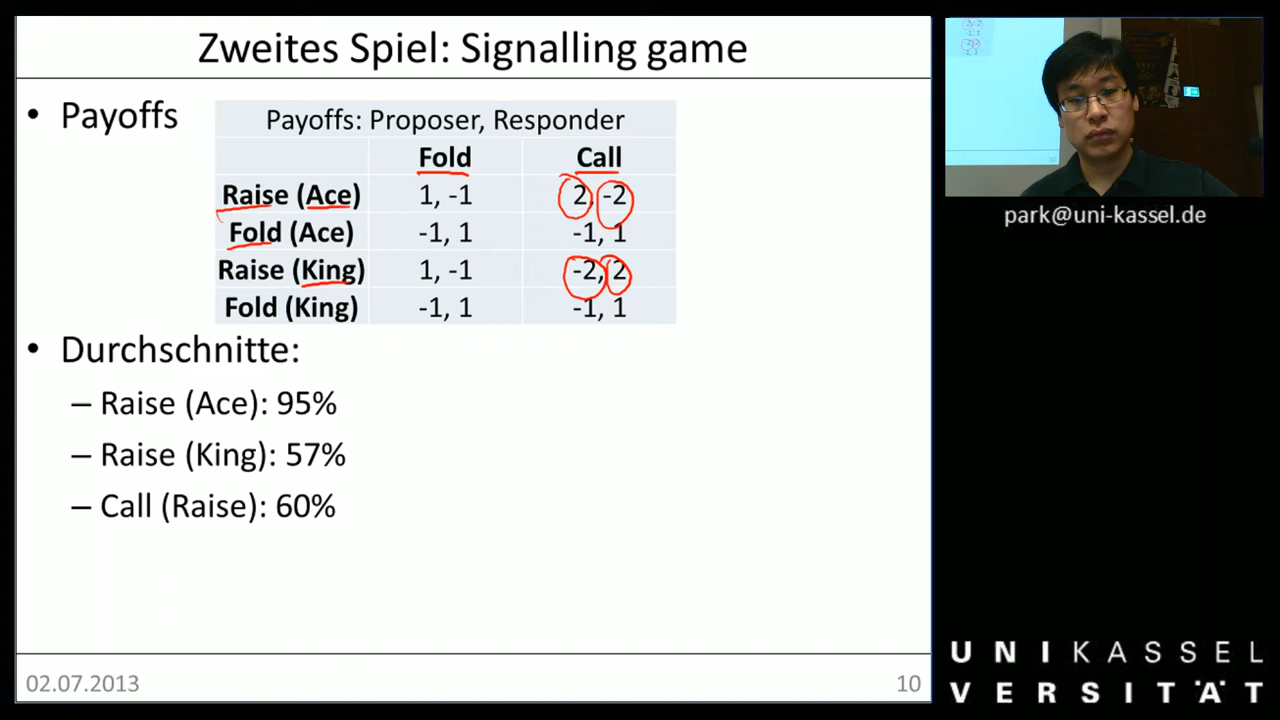 Zweites Spiel: Signalling game
• Payoffs
Payoffs: Proposer, Responder
Fold Call
Raise (Ace) 1, -1 2, -2
Fold (Ace) -1, 1 -1, 1
Raise (King) 1, -1 -2, 2
Fold (King) -1, 1 -1, 1
• Durchschnitte:
– Raise (Ace): 95%
– Raise (King): 57%
– Call (Raise): 60%
02.07.2013
10
park@uni-kassel.de
UNIKASSEL
VERSITÄT